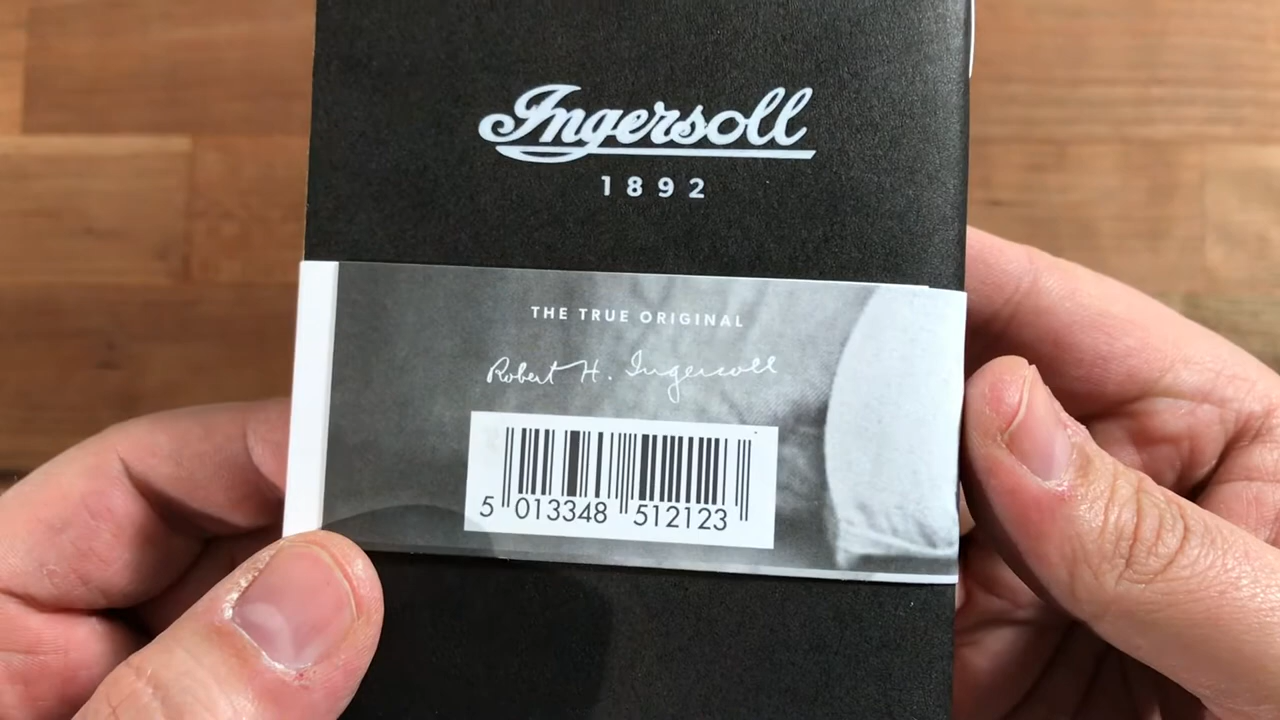 Ingersoll
1892
THE TRUE ORIGINAL
Robert H. Ingersoll
5 013348 512123